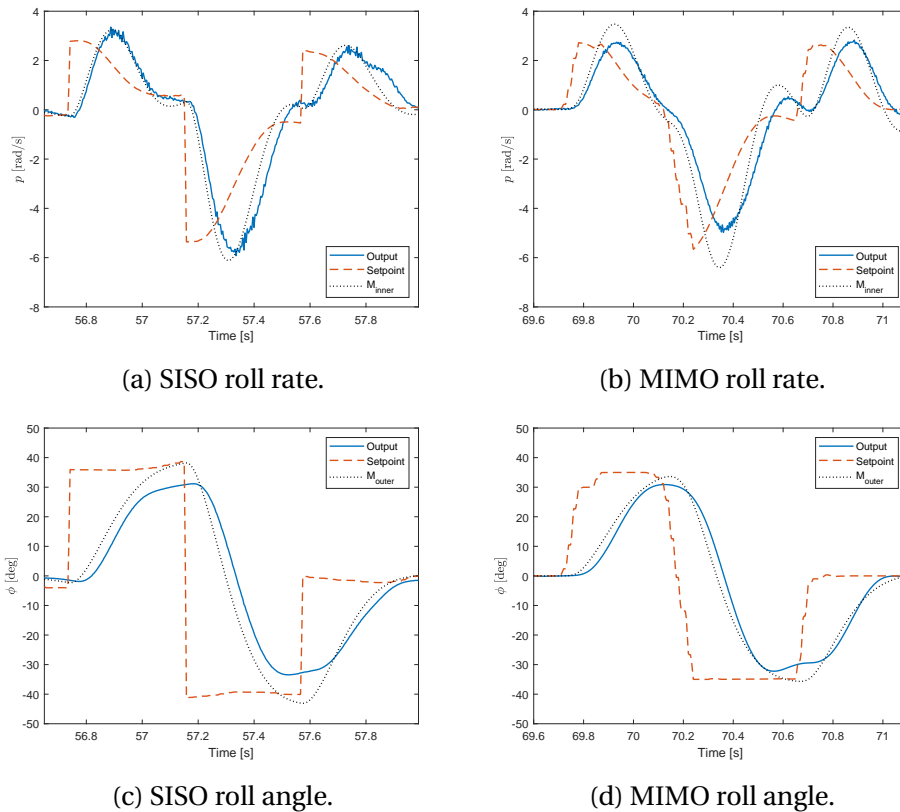 4
2
0
-2
-4
-6
-8
p [rad/s]
Output
Setpoint
M_inner
56.8 57 57.2 57.4 57.6 57.8
Time [s]
(a) SISO roll rate.
4
2
0
-2
-4
-6
-8
p [rad/s]
Output
Setpoint
M_inner
69.6 69.8 70 70.2 70.4 70.6 70.8 71
Time [s]
(b) MIMO roll rate.
50
40
30
20
10
0
-10
-20
-30
-40
-50
ϕ [deg]
Output
Setpoint
M_outer
56.8 57 57.2 57.4 57.6 57.8
Time [s]
(c) SISO roll angle.
50
40
30
20
10
0
-10
-20
-30
-40
-50
ϕ [deg]
Output
Setpoint
M_outer
69.6 69.8 70 70.2 70.4 70.6 70.8 71
Time [s]
(d) MIMO roll angle.